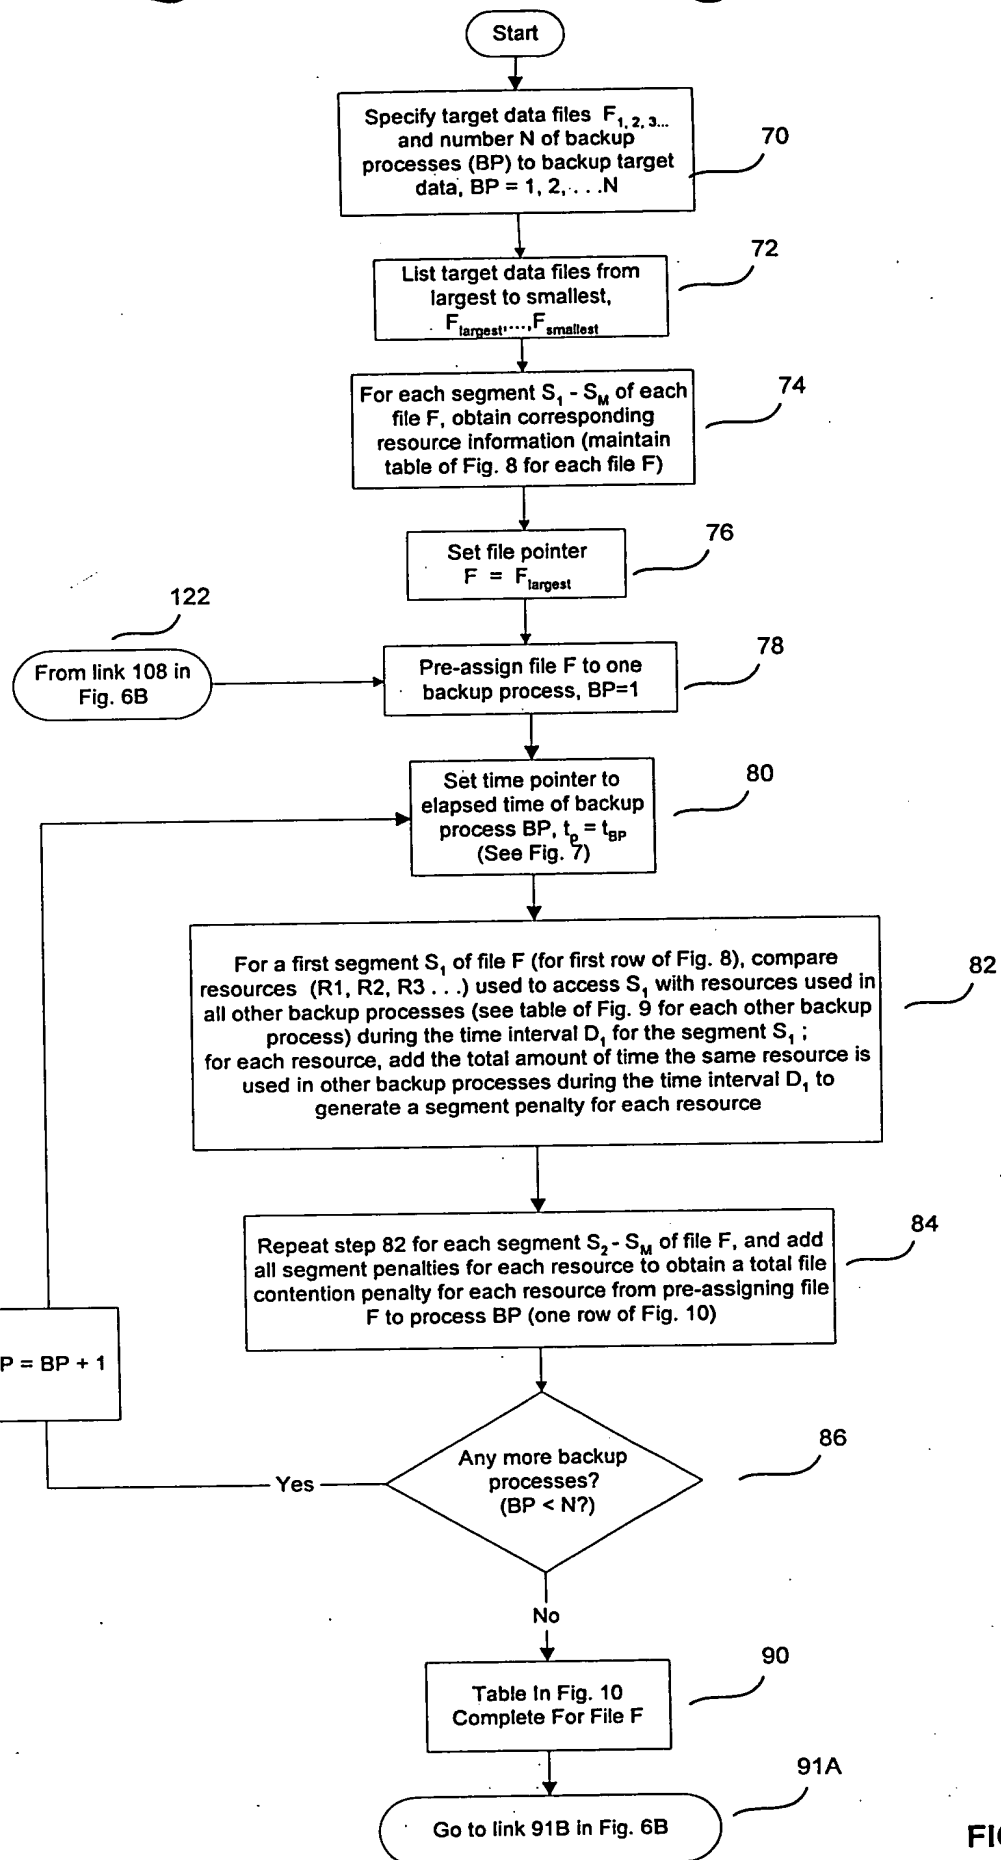 Start
Specify target data files F1, 2, 3...
and number N of backup
processes (BP) to backup target
data, BP = 1, 2, . . .N
70
List target data files from
largest to smallest,
Flargest,...,Fsmallest
72
For each segment S1 - SM of each
file F, obtain corresponding
resource information (maintain
table of Fig. 8 for each file F)
74
Set file pointer
F = Flargest
76
122
From link 108 in
Fig. 6B
Pre-assign file F to one
backup process, BP=1
78
Set time pointer to
elapsed time of backup
process BP, tp = tBP
(See Fig. 7)
80
For a first segment S1 of file F (for first row of Fig. 8), compare
resources (R1, R2, R3 . . .) used to access S1 with resources used in
all other backup processes (see table of Fig. 9 for each other backup
process) during the time interval D1 for the segment S1 ;
for each resource, add the total amount of time the same resource is
used in other backup processes during the time interval D1 to
generate a segment penalty for each resource
82
Repeat step 82 for each segment S2 - SM of file F, and add
all segment penalties for each resource to obtain a total file
contention penalty for each resource from pre-assigning file
F to process BP (one row of Fig. 10)
84
P = BP + 1
Any more backup
processes?
(BP < N?)
86
Yes
No
Table In Fig. 10
Complete For File F
90
Go to link 91B in Fig. 6B
91A